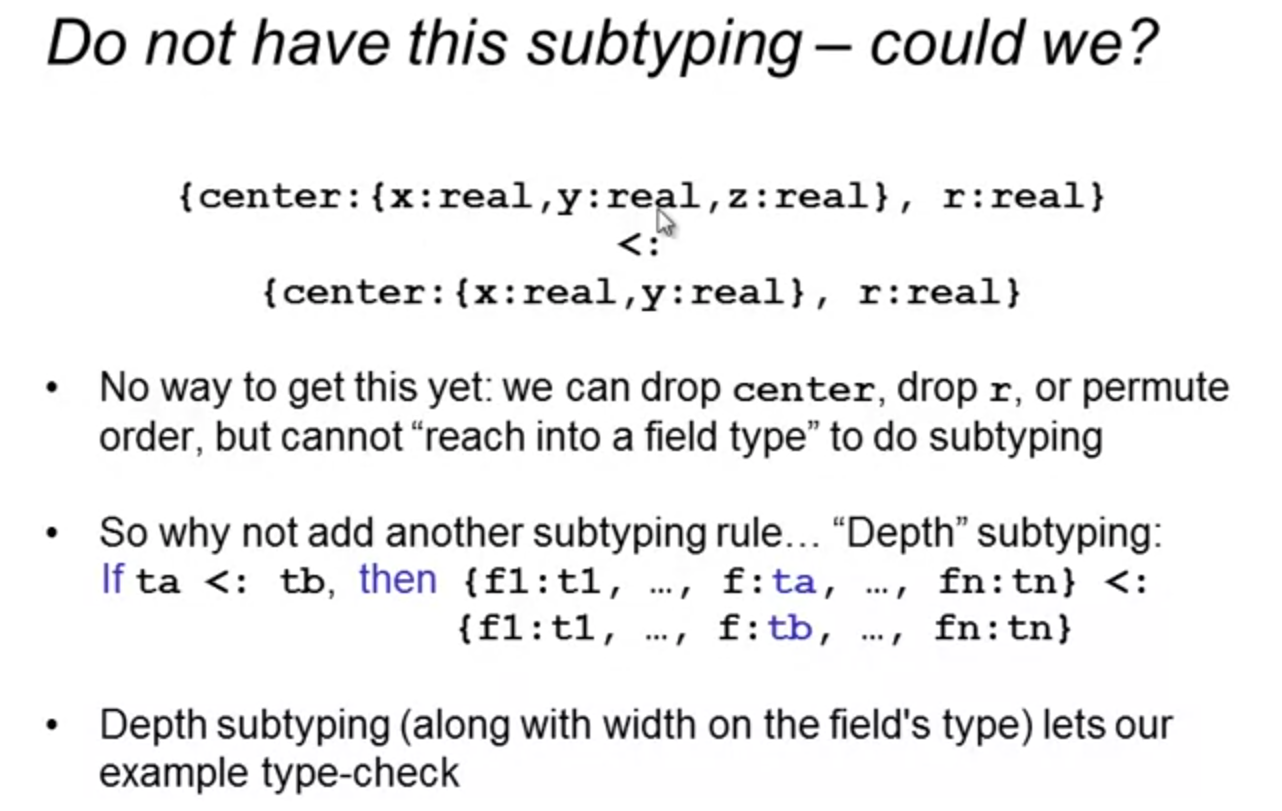 Do not have this subtyping – could we?
{center:{x:real,y:real,z:real}, r:real}
<:
{center:{x:real,y:real}, r:real}
• No way to get this yet: we can drop center, drop r, or permute
order, but cannot “reach into a field type” to do subtyping
• So why not add another subtyping rule… “Depth” subtyping:
If ta <: tb, then {f1:t1, …, f:ta, …, fn:tn} <:
{f1:t1, …, f:tb, …, fn:tn}
• Depth subtyping (along with width on the field's type) lets our
example type-check